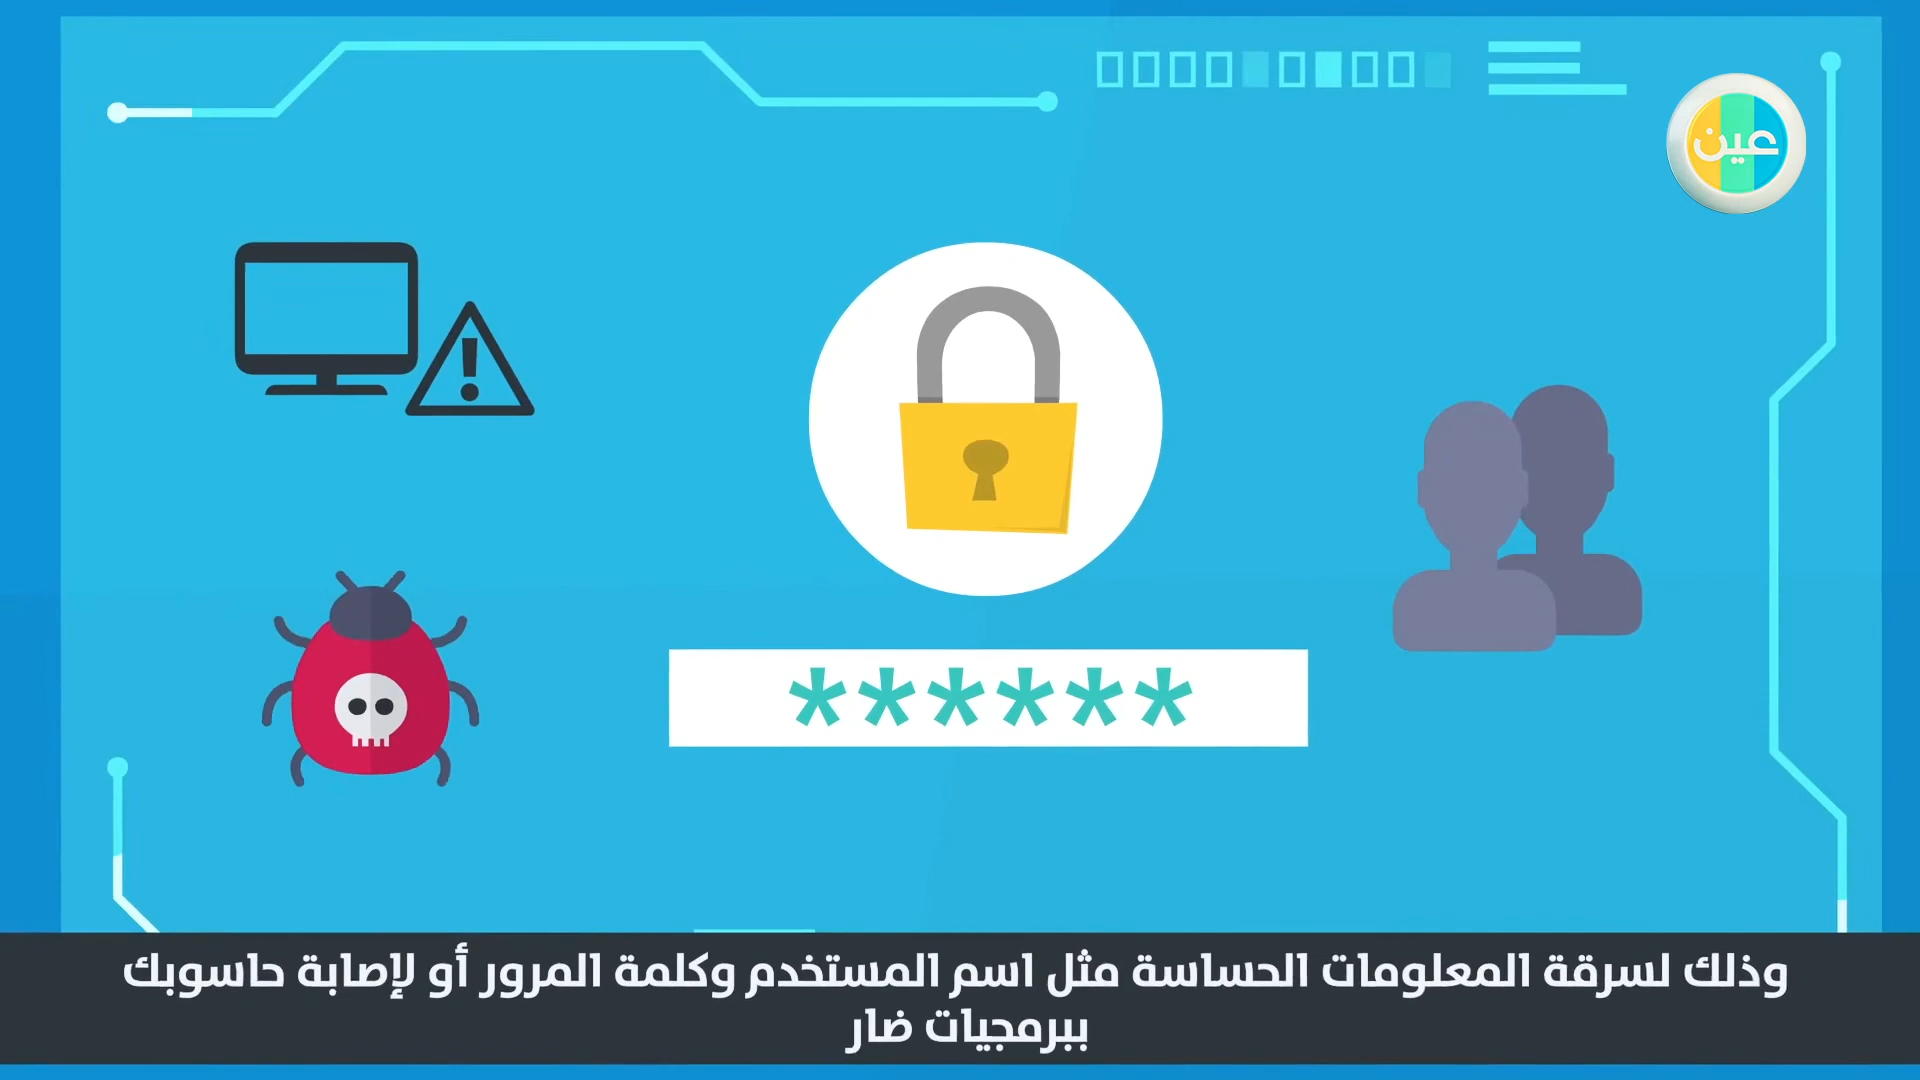 عين
******
وذلك لسرقة المعلومات الحساسة مثل اسم المستخدم وكلمة المرور أو لإصابة حاسوبك
ببرمجيات ضار